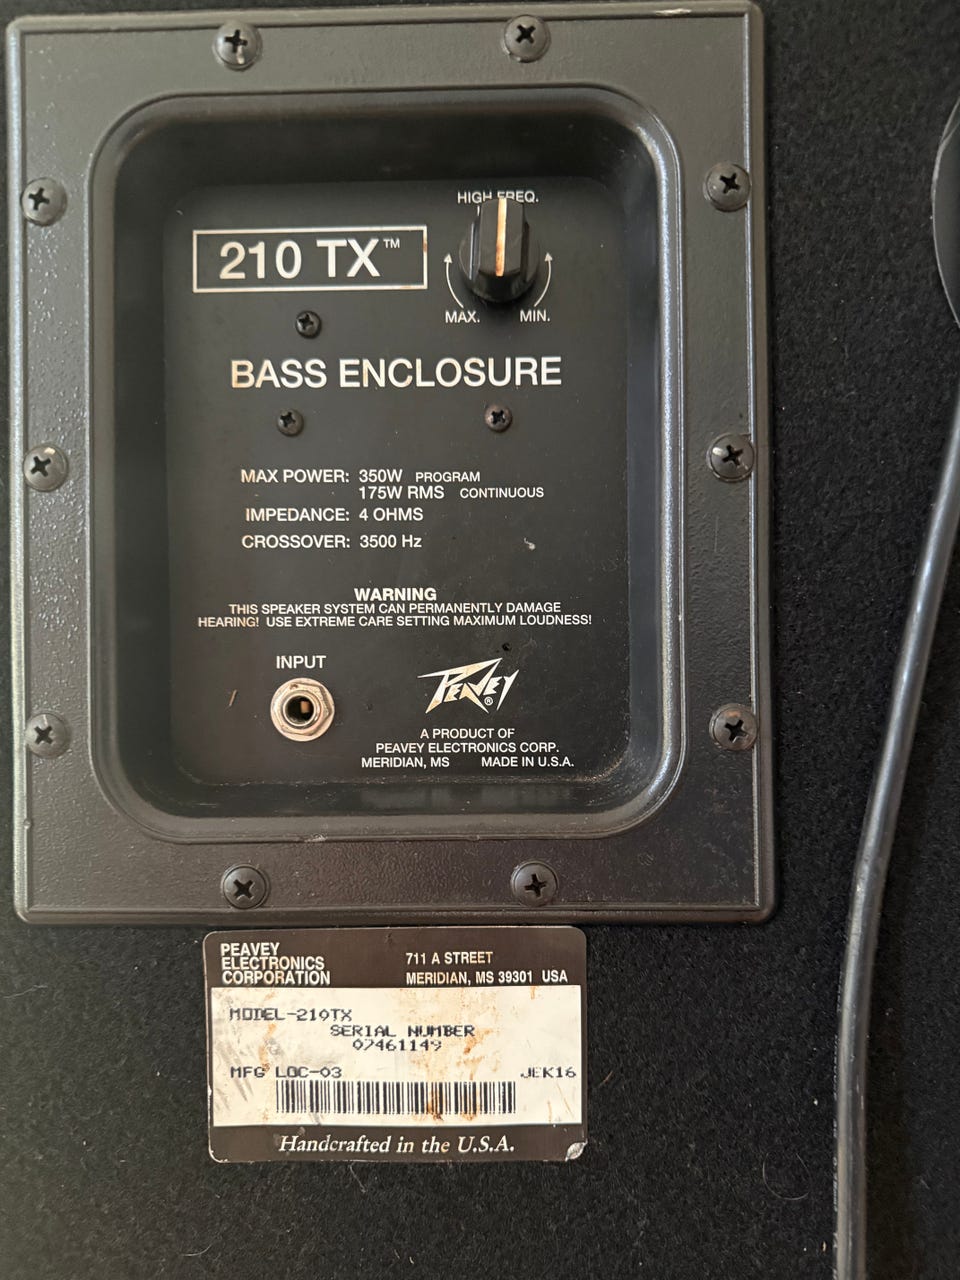 HIGH FREQ.
210 TX™
MAX. MIN.
BASS ENCLOSURE
MAX POWER: 350W PROGRAM
175W RMS CONTINUOUS
IMPEDANCE: 4 OHMS
CROSSOVER: 3500 Hz
WARNING
THIS SPEAKER SYSTEM CAN PERMANENTLY DAMAGE
HEARING! USE EXTREME CARE SETTING MAXIMUM LOUDNESS!
INPUT
PEAVEY®
A PRODUCT OF
PEAVEY ELECTRONICS CORP.
MERIDIAN, MS MADE IN U.S.A.
PEAVEY
ELECTRONICS
CORPORATION
711 A STREET
MERIDIAN, MS 39301 USA
MODEL-210TX
SERIAL NUMBER
07461149
MFG LOC-03 JEK16
Handcrafted in the U.S.A.